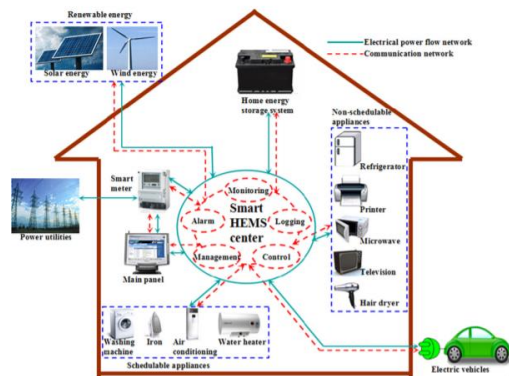 Renewable energy
Solar energy
Wind energy
Electrical power flow network
Communication network
Home energy
storage system
Non-schedulable
appliances
Refrigerator
Printer
Microwave
Television
Hair dryer
Smart
meter
Monitoring
Alarm
Smart
HEMS
center
Logging
Management
Control
Power utilities
Main panel
Washing
machine
Iron
Air
conditioning
Water heater
Schedulable appliances
Electric vehicles